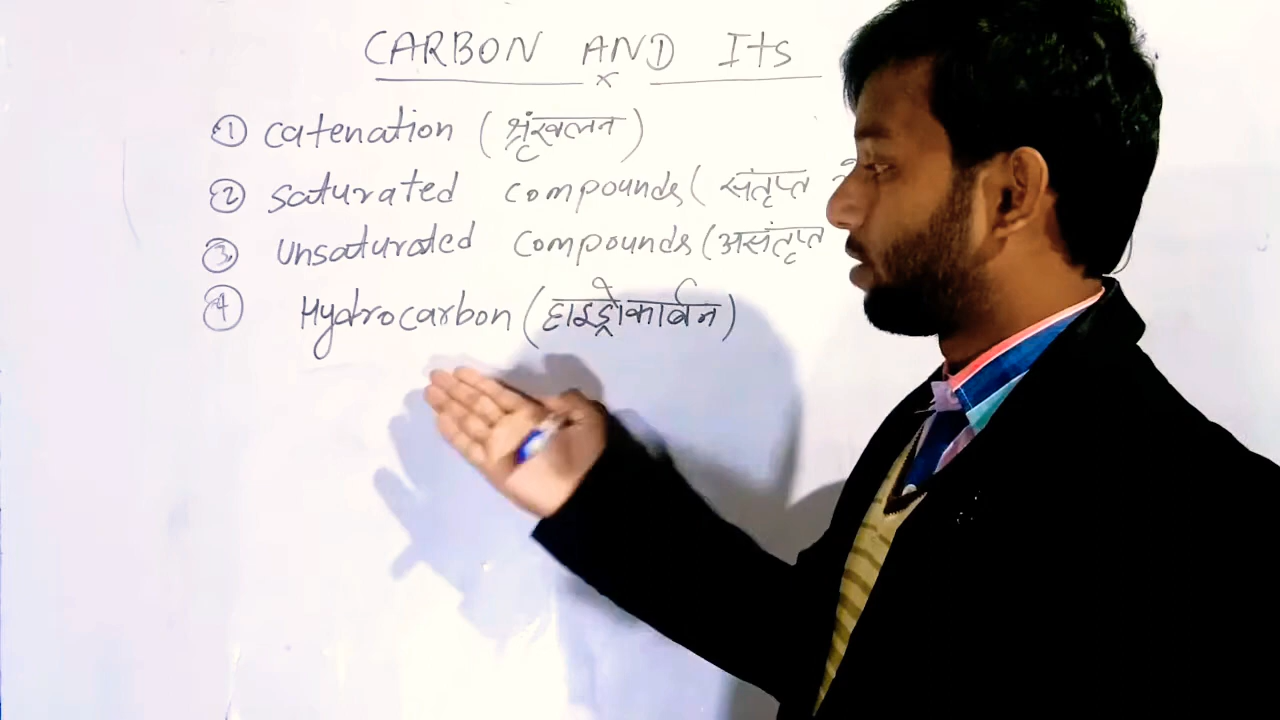 CARBON AND Its
① Catenation (श्रृंखलन)
② Saturated compounds (संतृप्त
③ Unsaturated compounds (असंतृप्त
④ Hydrocarbon (हाइड्रोकार्बन)